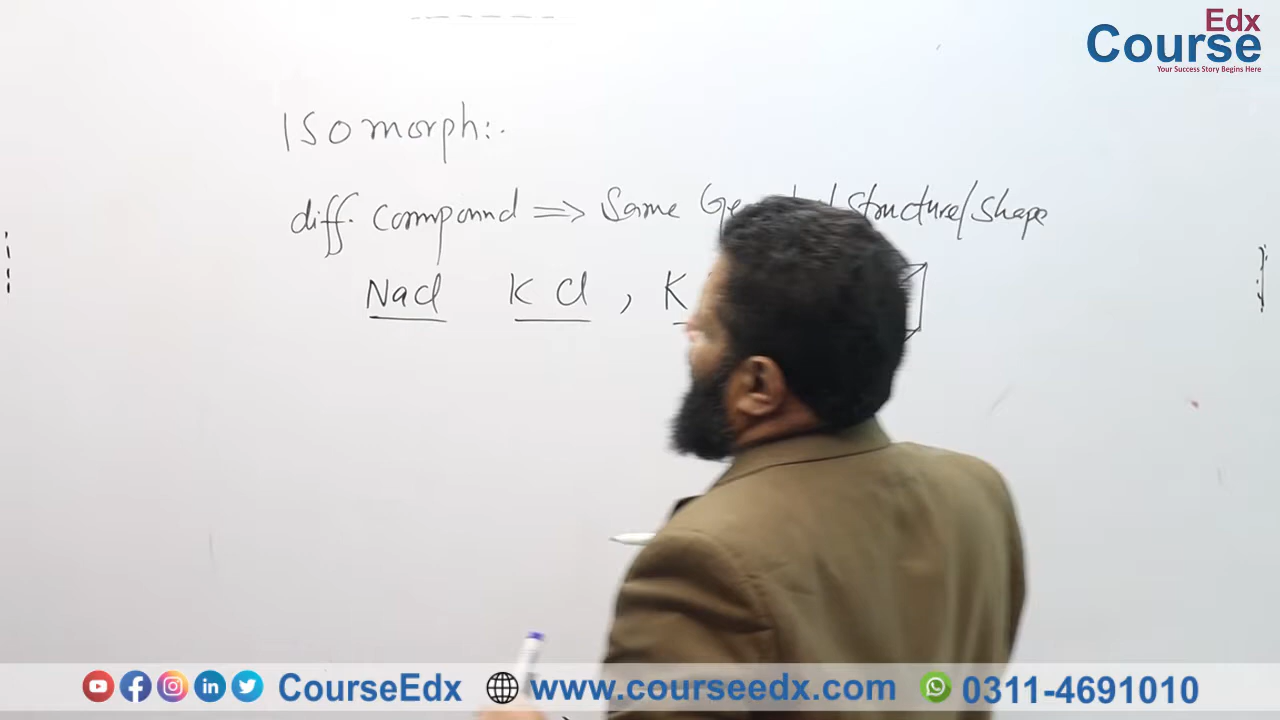 Edx
Course
Your Success Story Begins Here
Isomorph:.
diff. Compound => Same Structure/Shape
NaCl KCl , K
CourseEdx www.courseedx.com 0311-4691010